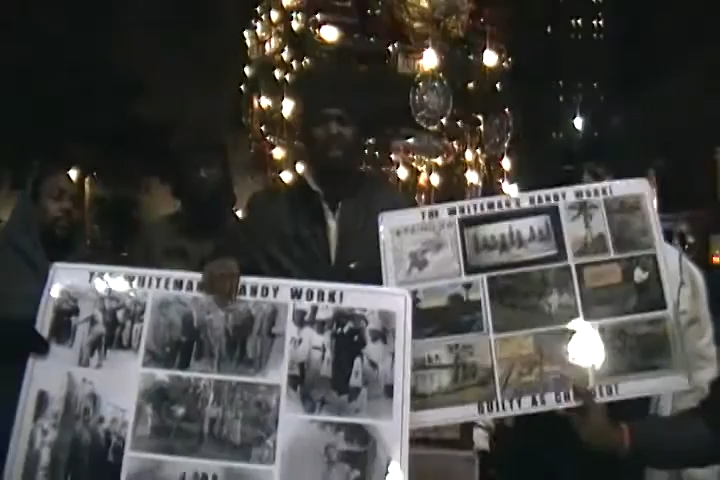 THE WHITEMAN HANDY WORK!
THE WHITEMAN'S HANDY WORK!
GUILTY AS CHARGED!